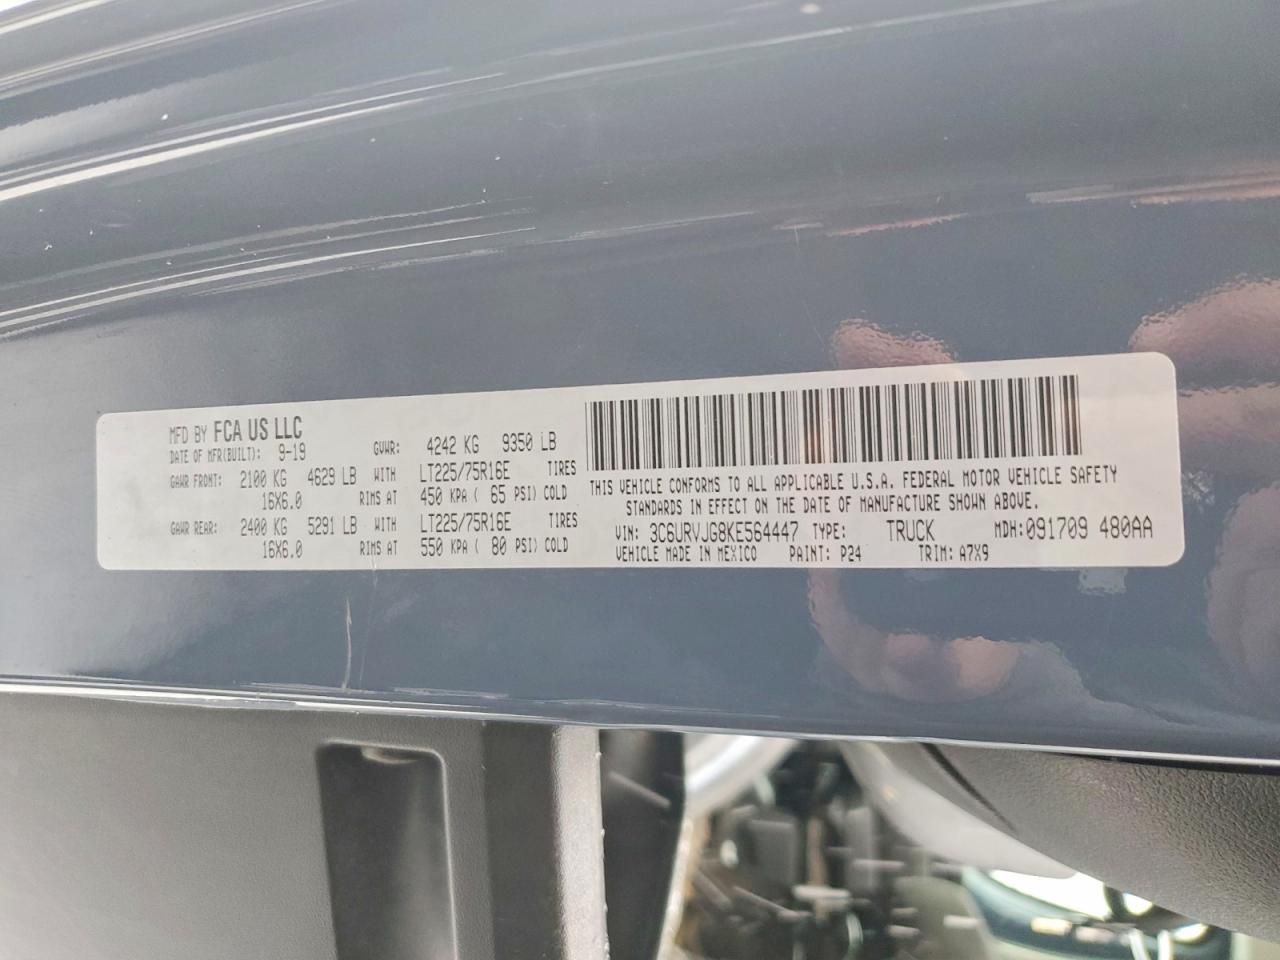 MFD BY FCA US LLC
DATE OF MFR(BUILT): 9-19 GVWR: 4242 KG 9350 LB
GAWR FRONT: 2100 KG 4629 LB WITH LT225/75R16E TIRES
16X6.0 RIMS AT 450 KPA ( 65 PSI) COLD
GAWR REAR: 2400 KG 5291 LB WITH LT225/75R16E TIRES
16X6.0 RIMS AT 550 KPA ( 80 PSI) COLD
THIS VEHICLE CONFORMS TO ALL APPLICABLE U.S.A. FEDERAL MOTOR VEHICLE SAFETY
STANDARDS IN EFFECT ON THE DATE OF MANUFACTURE SHOWN ABOVE.
VIN: 3C6URVJG8KE564447 TYPE: TRUCK MDH: 091709 480AA
VEHICLE MADE IN MEXICO PAINT: P24 TRIM: A7X9